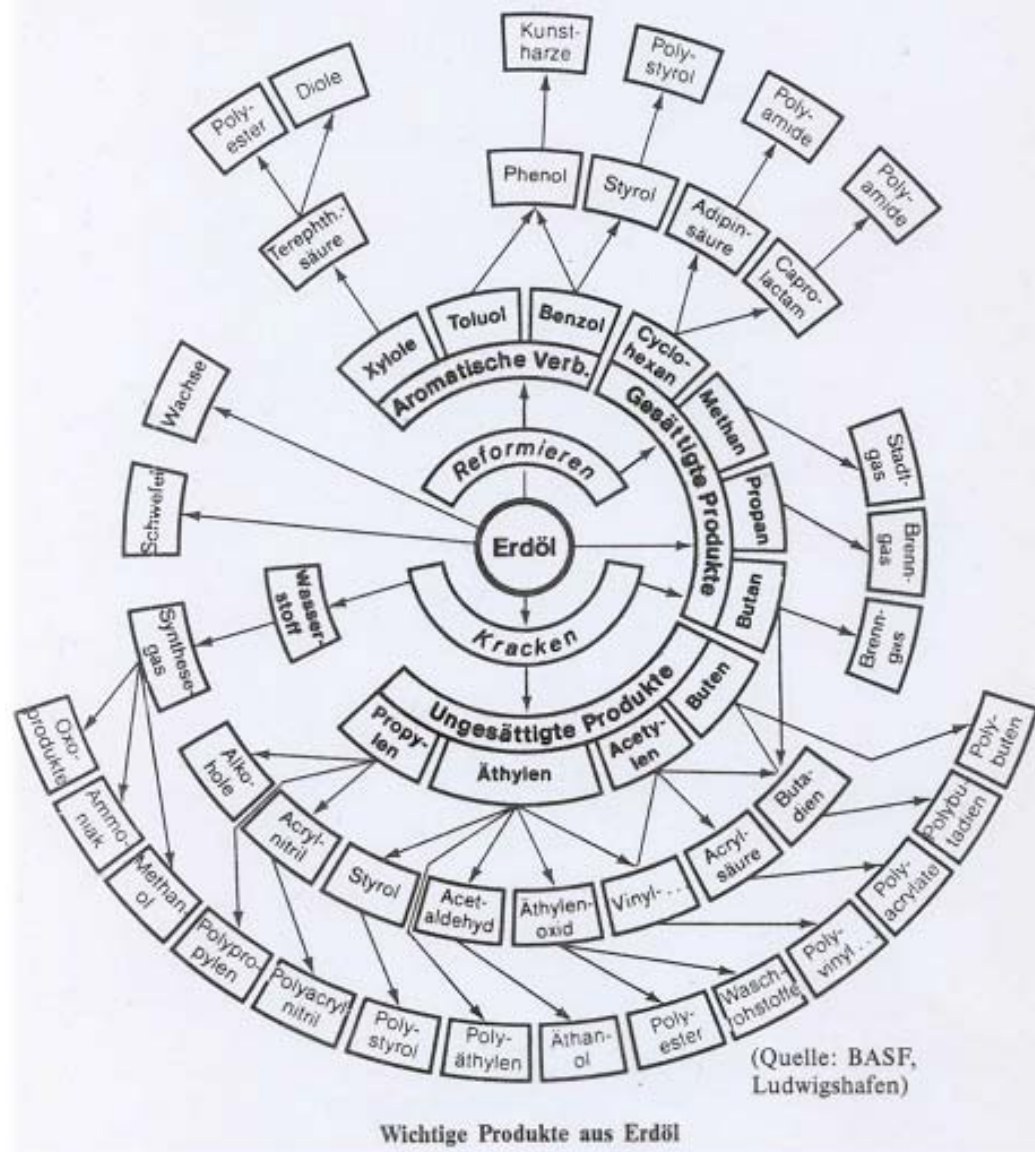 Kunst-
harze
Poly-
styrol
Poly-
ester
Diole
Poly-
amide
Phenol
Styrol
Adipin-
säure
Poly-
amide
Terephth.-
säure
Capro-
lactam
Xylole
Toluol
Benzol
Cyclo-
hexan
Aromatische Verb.
Gesättigte Produkte
Methan
Wachse
Reformieren
Stadt-
gas
Propan
Schwefel
Erdöl
Brenn-
gas
Wasser-
stoff
Kracken
Butan
Brenn-
gas
Synthese-
gas
Ungesättigte Produkte
Buten
Propy-
len
Äthylen
Acety-
len
Oxo-
produkte
Alko-
hole
Poly-
buten
Ammo-
niak
Acryl-
nitril
Styrol
Acet-
aldehyd
Äthylen-
oxid
Vinyl-...
Acryl-
säure
Buta-
dien
Polybu-
tadien
Methan-
ol
Poly-
acrylate
Polypro-
pylen
Poly-
vinyl...
Polyacryl-
nitril
Wasch-
rohstoffe
Poly-
styrol
Poly-
äthylen
Äthan-
ol
Poly-
ester
(Quelle: BASF,
Ludwigshafen)
Wichtige Produkte aus Erdöl